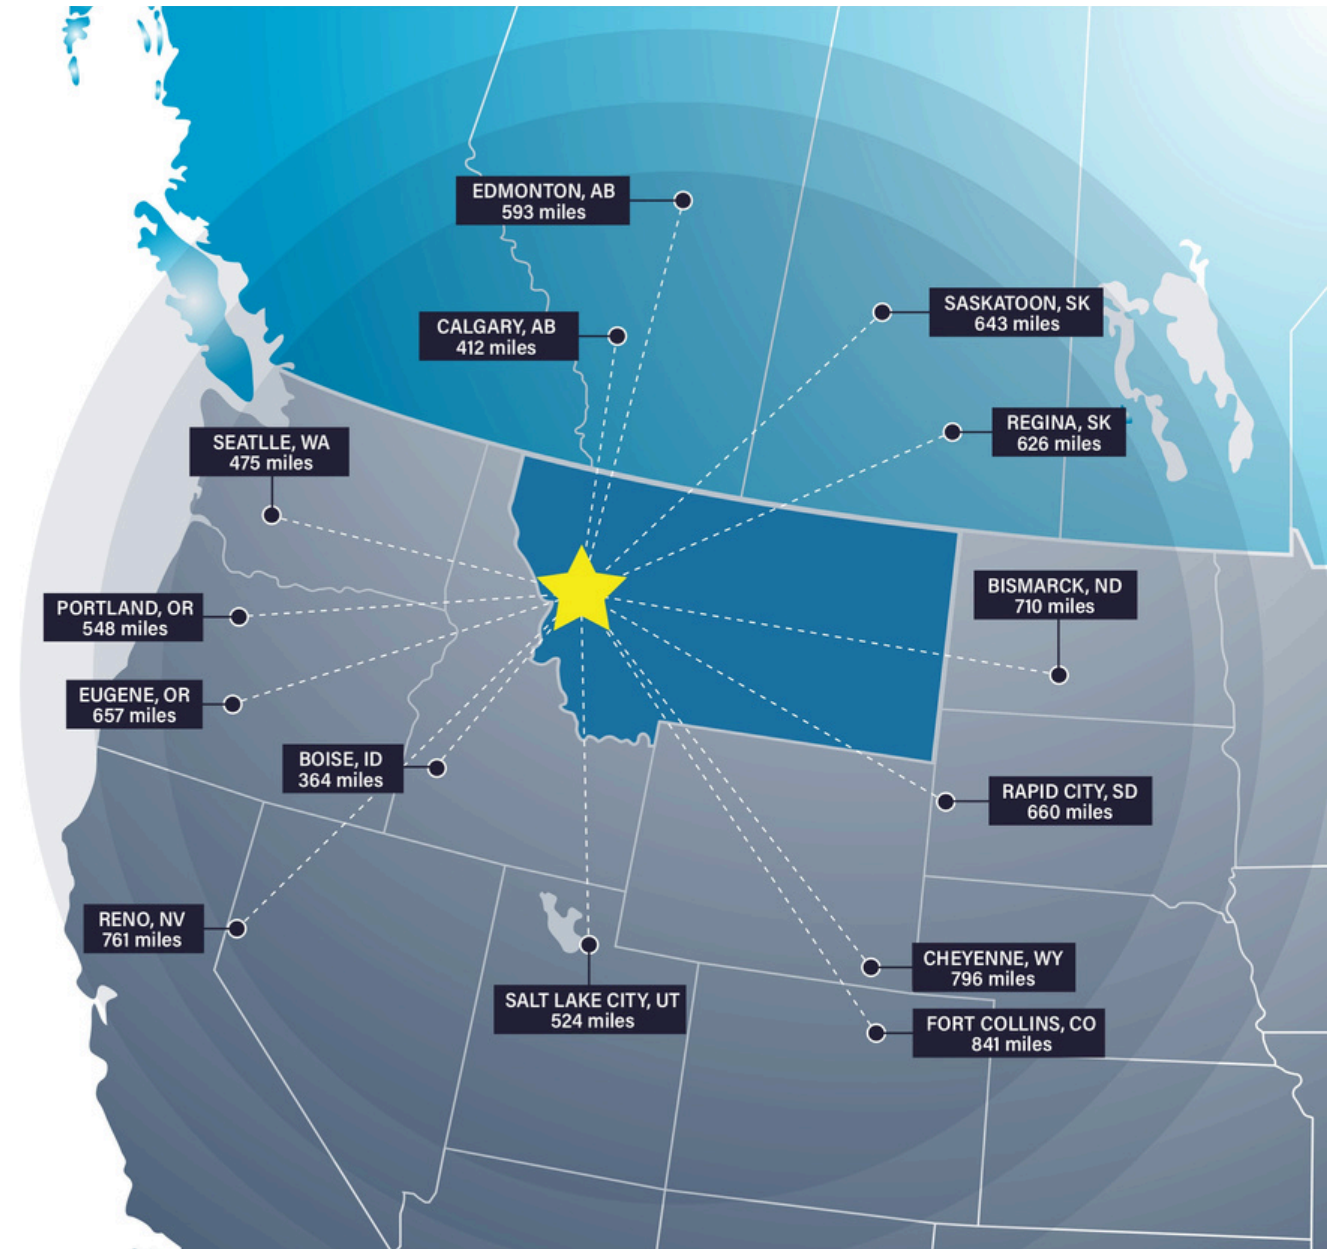 EDMONTON, AB
593 miles
SASKATOON, SK
643 miles
CALGARY, AB
412 miles
REGINA, SK
626 miles
SEATLLE, WA
475 miles
BISMARCK, ND
710 miles
PORTLAND, OR
548 miles
EUGENE, OR
657 miles
BOISE, ID
364 miles
RAPID CITY, SD
660 miles
RENO, NV
761 miles
CHEYENNE, WY
796 miles
SALT LAKE CITY, UT
524 miles
FORT COLLINS, CO
841 miles